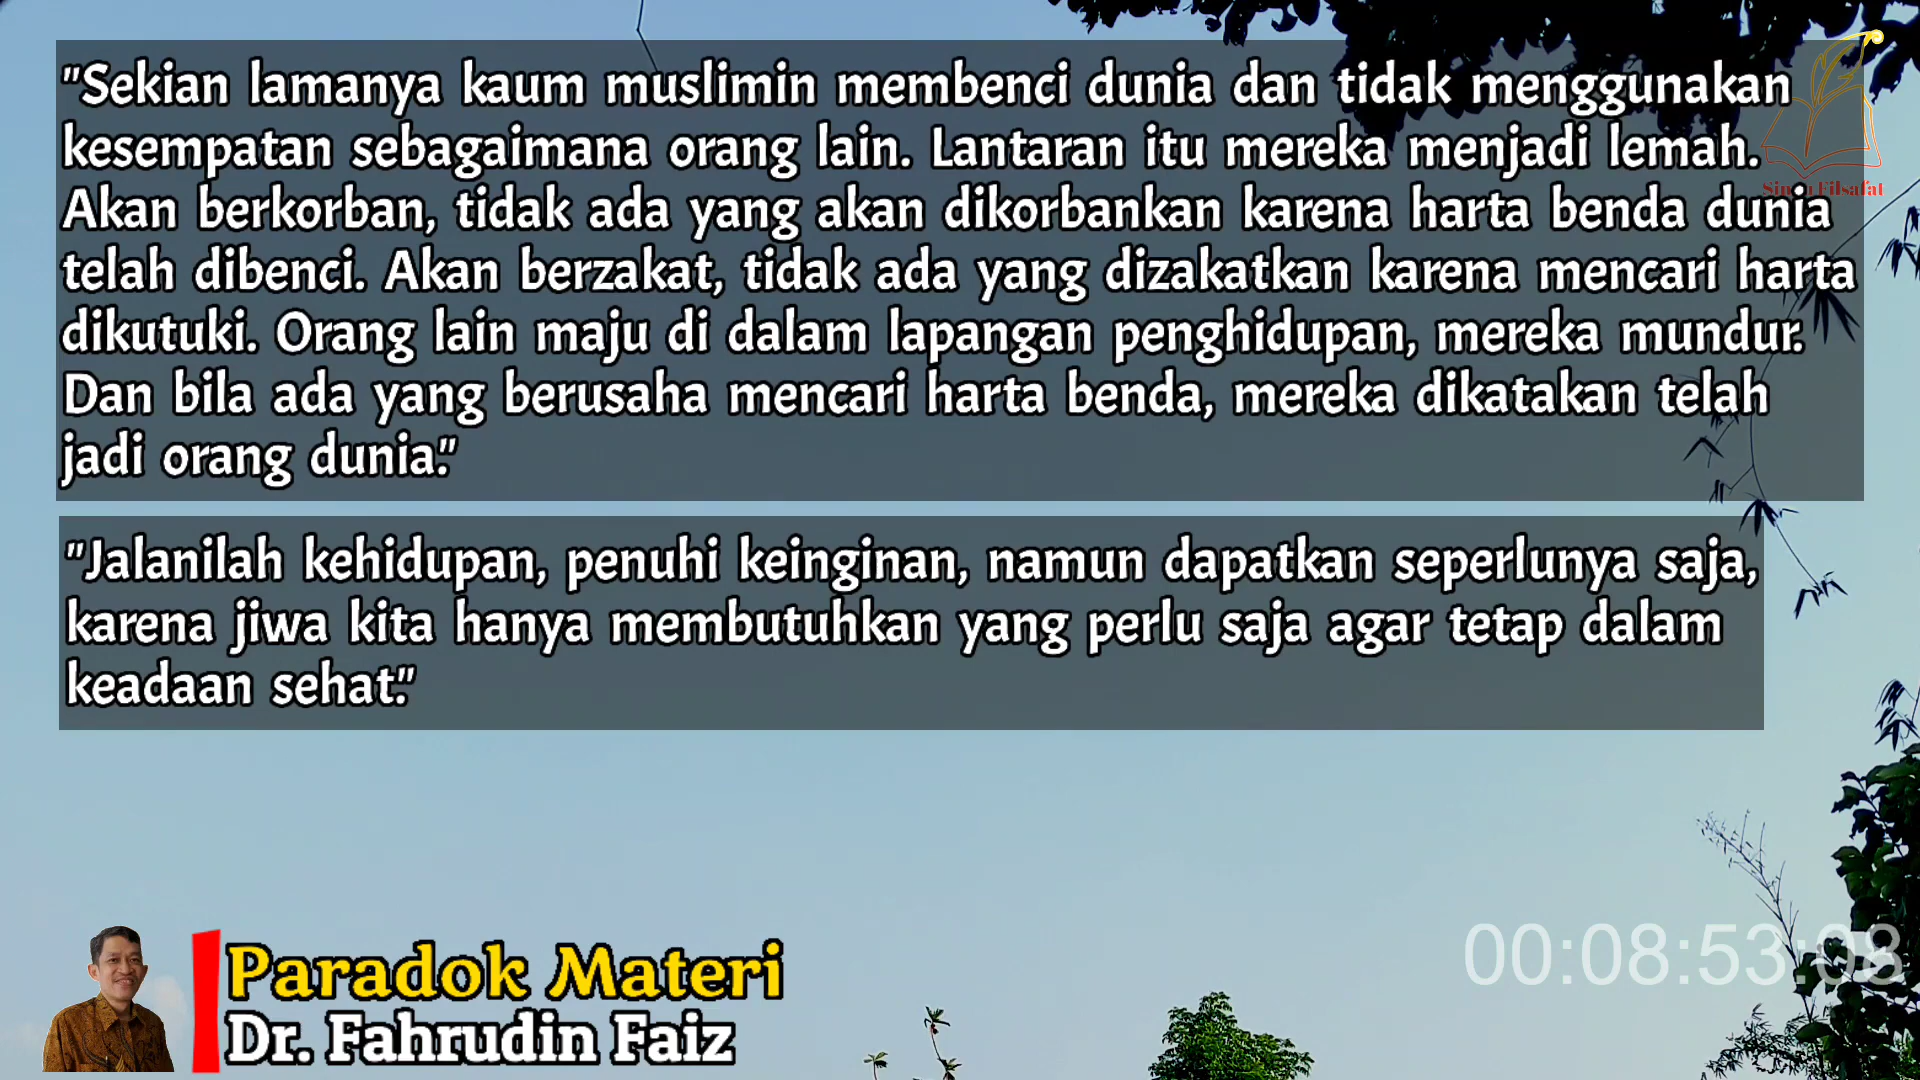 "Sekian lamanya kaum muslimin membenci dunia dan tidak menggunakan
kesempatan sebagaimana orang lain. Lantaran itu mereka menjadi lemah.
Akan berkorban, tidak ada yang akan dikorbankan karena harta benda dunia
telah dibenci. Akan berzakat, tidak ada yang dizakatkan karena mencari harta
dikutuki. Orang lain maju di dalam lapangan penghidupan, mereka mundur.
Dan bila ada yang berusaha mencari harta benda, mereka dikatakan telah
jadi orang dunia."
"Jalanilah kehidupan, penuhi keinginan, namun dapatkan seperlunya saja,
karena jiwa kita hanya membutuhkan yang perlu saja agar tetap dalam
keadaan sehat."
Paradok Materi
Dr. Fahrudin Faiz
00:08:53:08